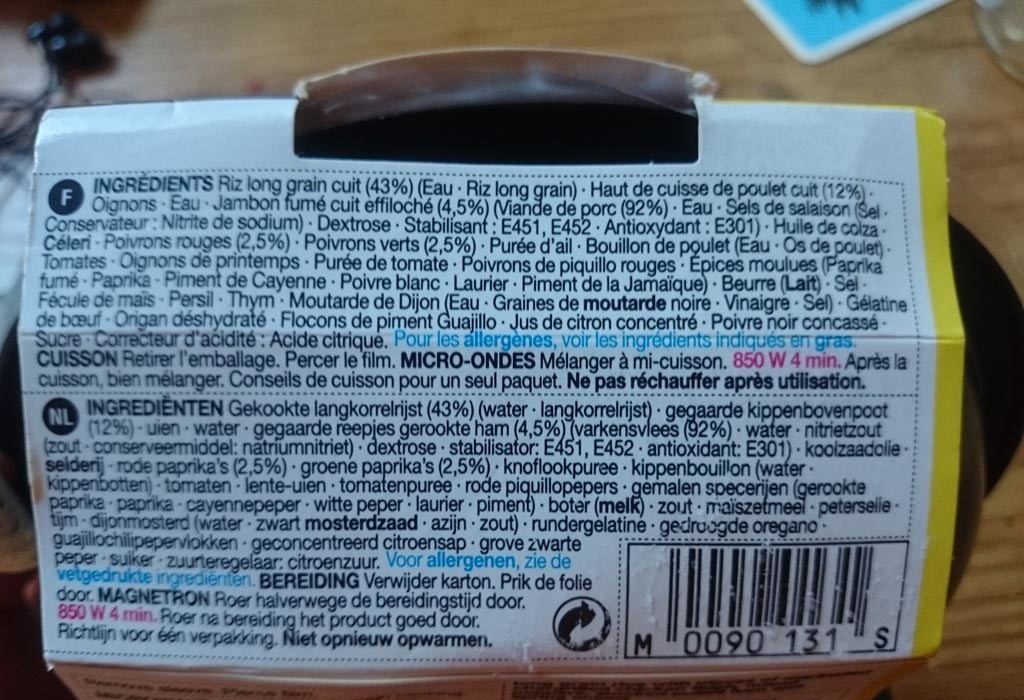 F INGRÉDIENTS Riz long grain cuit (43%) (Eau · Riz long grain) · Haut de cuisse de poulet cuit (12%) ·
Oignons · Eau · Jambon fumé cuit effiloché (4,5%) (Viande de porc (92%) · Eau · Sels de salaison (Sel ·
Conservateur : Nitrite de sodium) · Dextrose · Stabilisant : E451, E452 · Antioxydant : E301) · Huile de colza ·
Céleri · Poivrons rouges (2,5%) · Poivrons verts (2,5%) · Purée d'ail · Bouillon de poulet (Eau · Os de poulet) ·
Tomates · Oignons de printemps · Purée de tomate · Poivrons de piquillo rouges · Épices moulues (Paprika
fumé · Paprika · Piment de Cayenne · Poivre blanc · Laurier · Piment de la Jamaïque) · Beurre (Lait) · Sel ·
Fécule de maïs · Persil · Thym · Moutarde de Dijon (Eau · Graines de moutarde noire · Vinaigre · Sel) · Gélatine
de bœuf · Origan déshydraté · Flocons de piment Guajillo · Jus de citron concentré · Poivre noir concassé ·
Sucre · Correcteur d'acidité : Acide citrique. Pour les allergènes, voir les ingrédients indiqués en gras.
CUISSON Retirer l'emballage. Percer le film. MICRO-ONDES Mélanger à mi-cuisson. 850 W 4 min. Après la
cuisson, bien mélanger. Conseils de cuisson pour un seul paquet. Ne pas réchauffer après utilisation.
NL INGREDIËNTEN Gekookte langkorrelrijst (43%) (water · langkorrelrijst) · gegaarde kippenbovenpoot
(12%) · uien · water · gegaarde reepjes gerookte ham (4,5%) (varkensvlees (92%) · water · nitrietzout
(zout · conserveermiddel: natriumnitriet) · dextrose · stabilisator: E451, E452 · antioxidant: E301) · koolzaadolie ·
selderij · rode paprika's (2,5%) · groene paprika's (2,5%) · knoflookpuree · kippenbouillon (water ·
kippenbotten) · tomaten · lente-uien · tomatenpuree · rode piquillopepers · gemalen specerijen (gerookte
paprika · paprika · cayennepeper · witte peper · laurier · piment) · boter (melk) · zout · maïszetmeel · peterselie ·
tijm · dijonmosterd (water · zwart mosterdzaad · azijn · zout) · rundergelatine · gedroogde oregano ·
guajillochilipepervlokken · geconcentreerd citroensap · grove zwarte
peper · suiker · zuurteregelaar: citroenzuur. Voor allergenen, zie de
vetgedrukte ingrediënten. BEREIDING Verwijder karton. Prik de folie
door. MAGNETRON Roer halverwege de bereidingstijd door.
850 W 4 min. Roer na bereiding het product goed door.
Richtlijn voor één verpakking. Niet opnieuw opwarmen.
M 0090 131 S